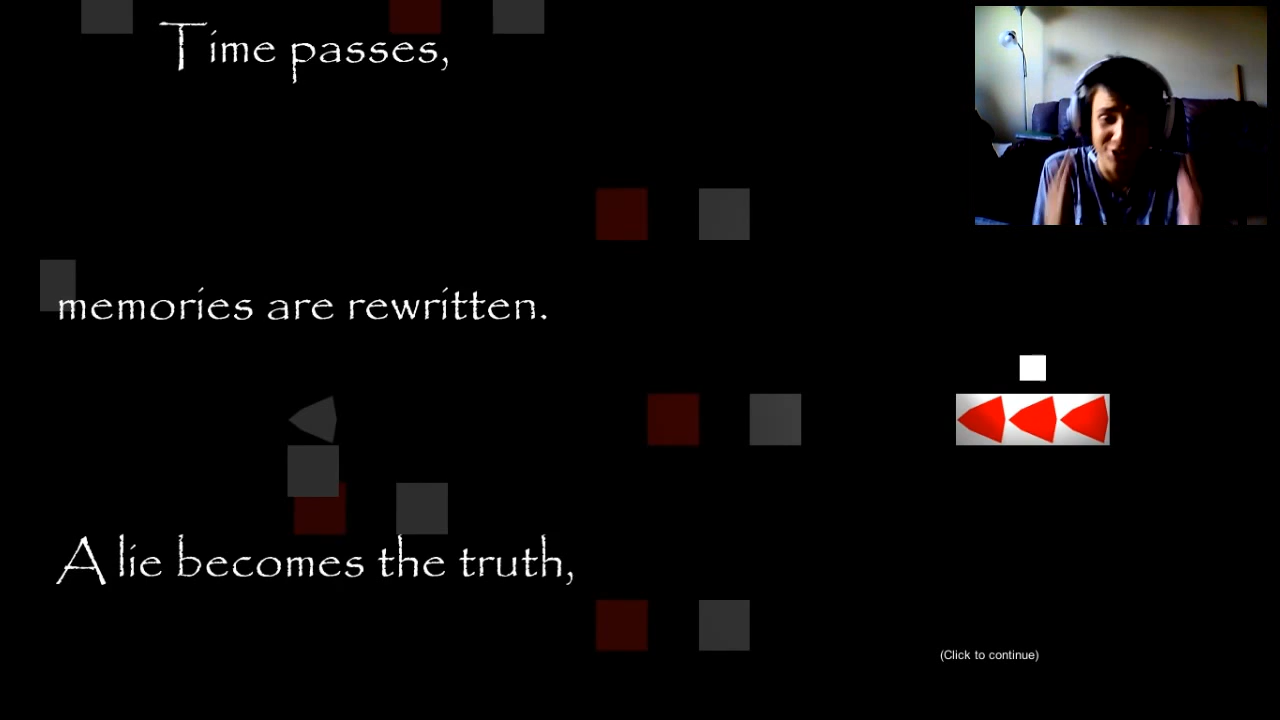 Time passes,
memories are rewritten.
A lie becomes the truth,
(Click to continue)